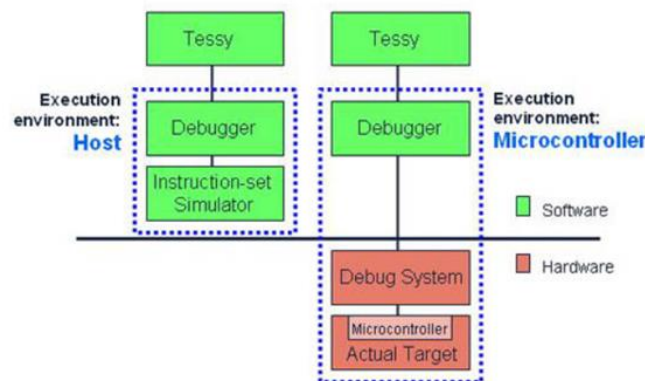 Tessy
Tessy
Execution
environment:
Host
Debugger
Instruction-set
Simulator
Debugger
Execution
environment:
Microcontroller
Software
Hardware
Debug System
Microcontroller
Actual Target